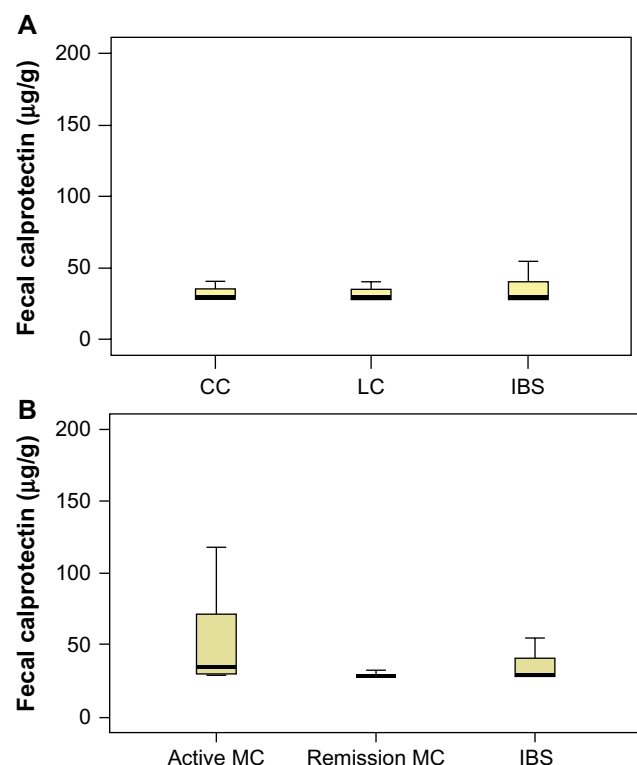 A
Fecal calprotectin (µg/g)
200
150
100
50
0
CC LC IBS
B
Fecal calprotectin (µg/g)
200
150
100
50
0
Active MC Remission MC IBS